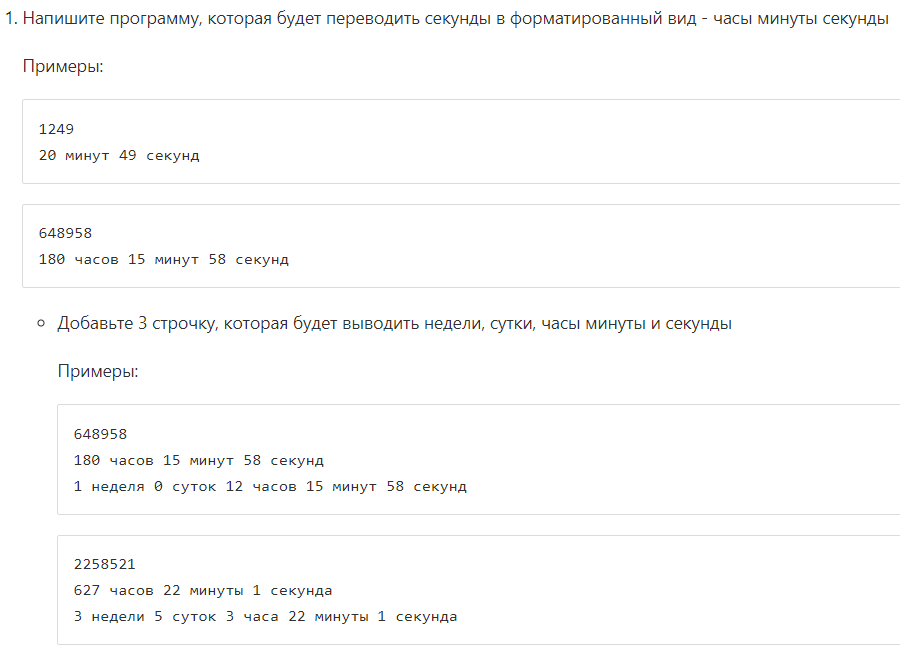 1. Напишите программу, которая будет переводить секунды в форматированный вид - часы минуты секунды
Примеры:
1249
20 минут 49 секунд
648958
180 часов 15 минут 58 секунд
Добавьте 3 строчку, которая будет выводить недели, сутки, часы минуты и секунды
Примеры:
648958
180 часов 15 минут 58 секунд
1 неделя 0 суток 12 часов 15 минут 58 секунд
2258521
627 часов 22 минуты 1 секунда
3 недели 5 суток 3 часа 22 минуты 1 секунда